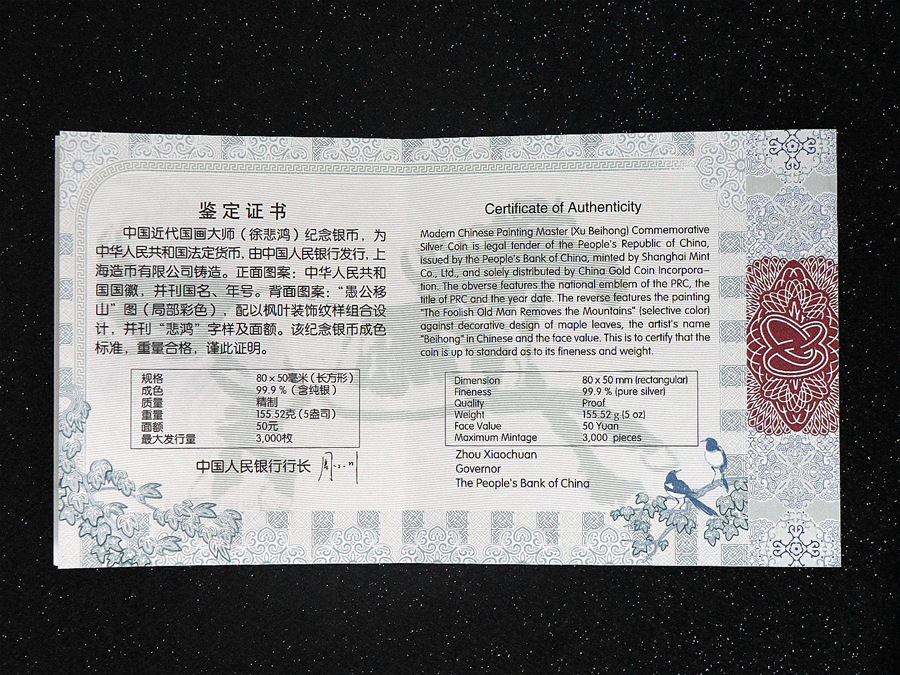 鉴定证书
中国近代国画大师（徐悲鸿）纪念银币，为
中华人民共和国法定货币，由中国人民银行发行，上
海造币有限公司铸造。正面图案：中华人民共和
国国徽，并刊国名、年号。背面图案：“愚公移
山”图（局部彩色），配以枫叶装饰纹样组合设
计，并刊“悲鸿”字样及面额。该纪念银币成色
标准，重量合格，谨此证明。
规格 80 x 50毫米（长方形）
成色 99.9 %（含纯银）
质量 精制
重量 155.52克（5盎司）
面额 50元
最大发行量 3,000枚
中国人民银行行长
Certificate of Authenticity
Modern Chinese Painting Master (Xu Beihong) Commemorative
Silver Coin is legal tender of the People's Republic of China,
issued by the People's Bank of China, minted by Shanghai Mint
Co., Ltd., and solely distributed by China Gold Coin Incorpora-
tion. The obverse features the national emblem of the PRC, the
title of PRC and the year date. The reverse features the painting
"The Foolish Old Man Removes the Mountains" (selective color)
against decorative design of maple leaves, the artist's name
"Beihong" in Chinese and the face value. This is to certify that the
coin is up to standard as to its fineness and weight.
Dimension 80 x 50 mm (rectangular)
Fineness 99.9 % (pure silver)
Quality Proof
Weight 155.52 g (5 oz)
Face Value 50 Yuan
Maximum Mintage 3,000 pieces
Zhou Xiaochuan
Governor
The People's Bank of China